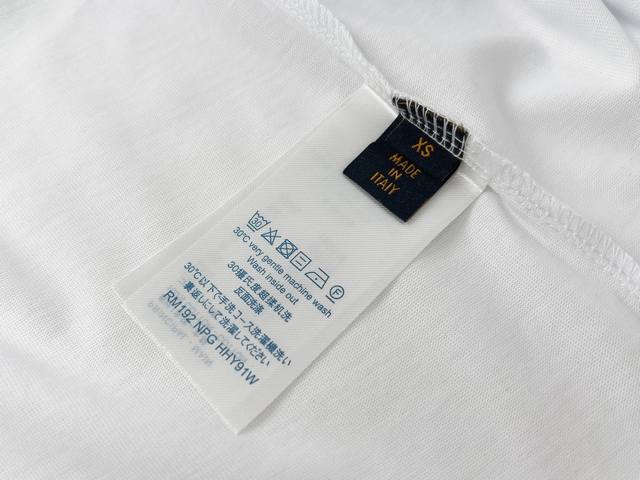 XS
MADE
IN
ITAIY
30
30℃ very gentle machine wash
Wash inside out
30摄氏度超柔机洗
反面洗涤
30℃以下で手洗コース洗濯機洗い
裏返しにして洗濯してください
RM192 NPG HHY91W